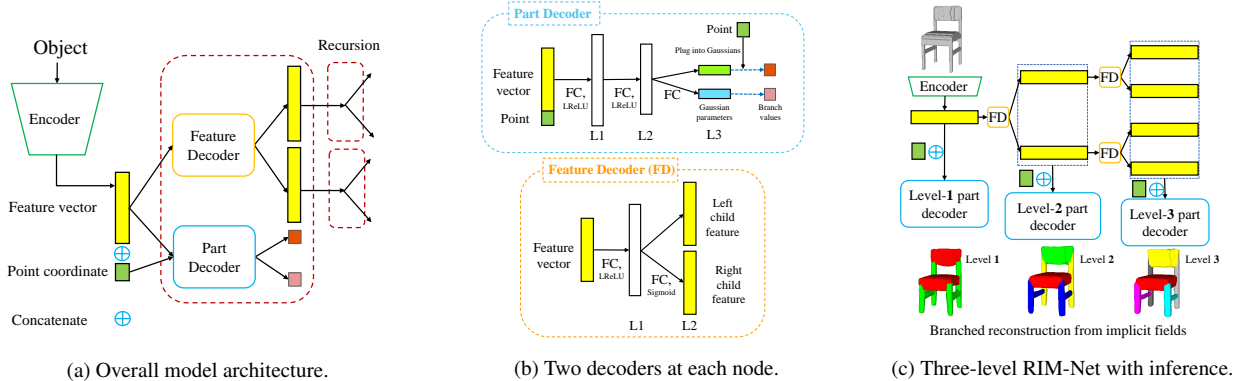 Object
Encoder
Feature vector
Point coordinate
Concatenate
Feature
Decoder
Part
Decoder
Recursion
(a) Overall model architecture.
Part Decoder
Feature
vector
Point
FC,
LReLU
L1
FC,
LReLU
L2
FC
Point
Plug into Gaussians
Gaussian
parameters
L3
Branch
values
Feature Decoder (FD)
Feature
vector
FC,
LReLU
L1
FC,
Sigmoid
L2
Left
child
feature
Right
child
feature
(b) Two decoders at each node.
Encoder
FD
FD
FD
Level-1 part
decoder
Level-2 part
decoder
Level-3 part
decoder
Level 1
Level 2
Level 3
Branched reconstruction from implicit fields
(c) Three-level RIM-Net with inference.